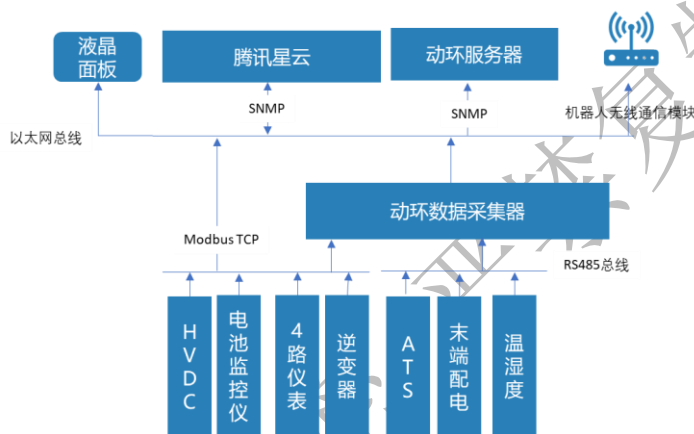 液晶
面板
腾讯星云
动环服务器
SNMP
SNMP
机器人无线通信模块
以太网总线
动环数据采集器
Modbus TCP
RS485总线
HVDC
电池监控仪
4路仪表
逆变器
ATS
末端配电
温湿度